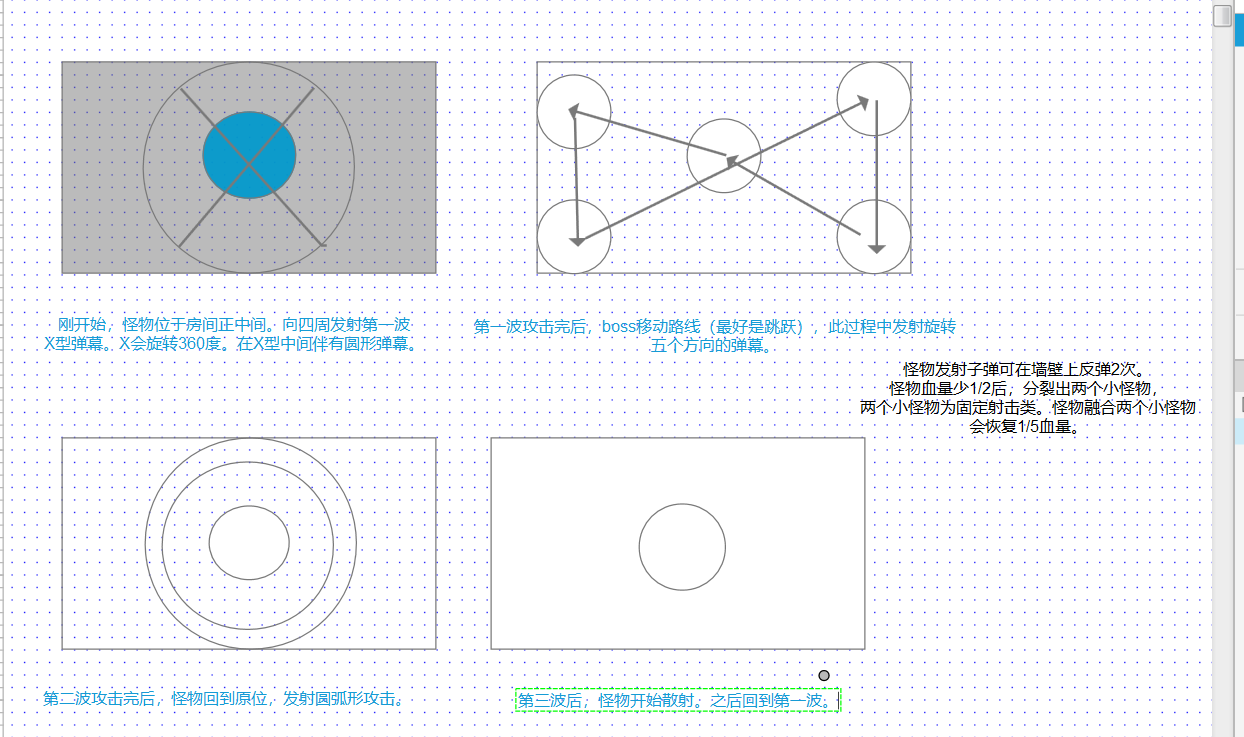 刚开始，怪物位于房间正中间。向四周发射第一波
X型弹幕。X会旋转360度。在X型中间伴有圆形弹幕。
第一波攻击完后，boss移动路线（最好是跳跃），此过程中发射旋转
五个方向的弹幕。
怪物发射子弹可在墙壁上反弹2次。
怪物血量少1/2后，分裂出两个小怪物，
两个小怪物为固定射击类。怪物融合两个小怪物
会恢复1/5血量。
第二波攻击完后，怪物回到原位，发射圆弧形攻击。
第三波后，怪物开始散射。之后回到第一波。